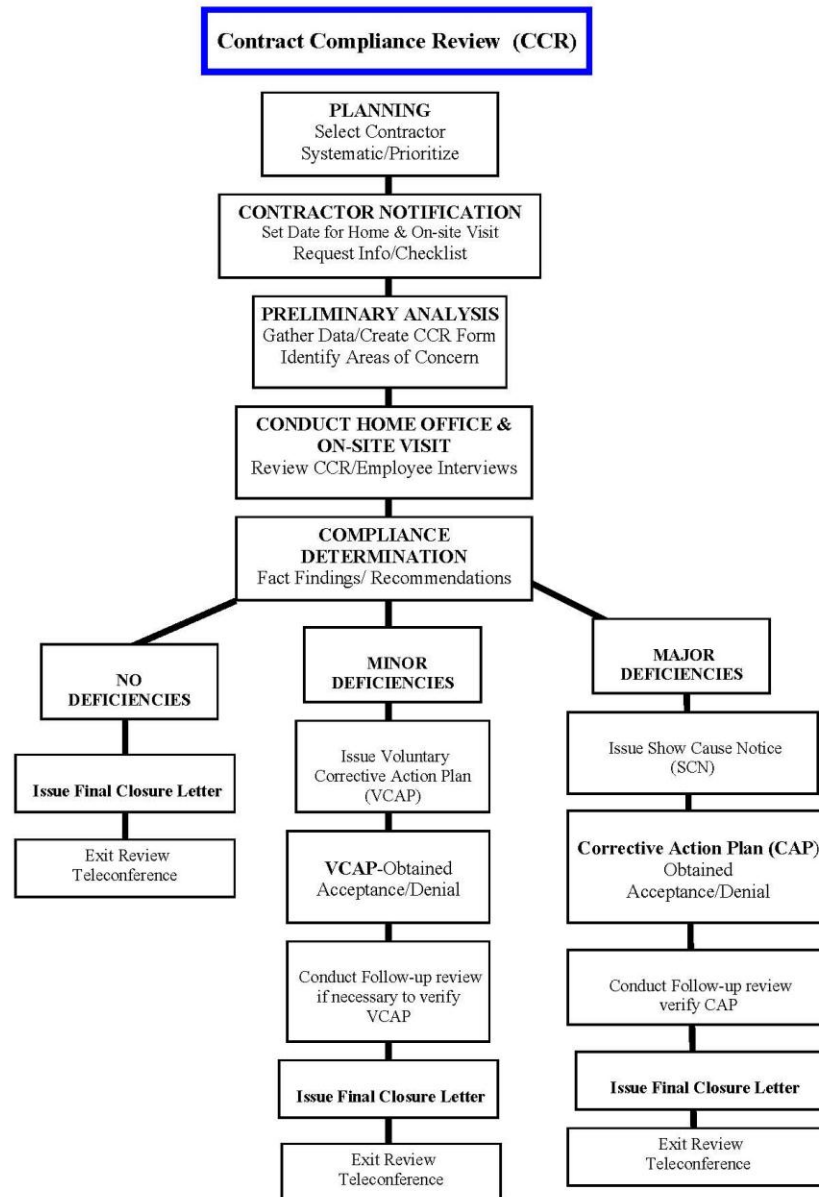 Contract Compliance Review (CCR)
PLANNING
Select Contractor
Systematic/Prioritize
CONTRACTOR NOTIFICATION
Set Date for Home & On-site Visit
Request Info/Checklist
PRELIMINARY ANALYSIS
Gather Data/Create CCR Form
Identify Areas of Concern
CONDUCT HOME OFFICE &
ON-SITE VISIT
Review CCR/Employee Interviews
COMPLIANCE
DETERMINATION
Fact Findings/ Recommendations
NO
DEFICIENCIES
Issue Final Closure Letter
Exit Review
Teleconference
MINOR
DEFICIENCIES
Issue Voluntary
Corrective Action Plan
(VCAP)
VCAP-Obtained
Acceptance/Denial
Conduct Follow-up review
if necessary to verify
VCAP
Issue Final Closure Letter
Exit Review
Teleconference
MAJOR
DEFICIENCIES
Issue Show Cause Notice
(SCN)
Corrective Action Plan (CAP)
Obtained
Acceptance/Denial
Conduct Follow-up review
verify CAP
Issue Final Closure Letter
Exit Review
Teleconference